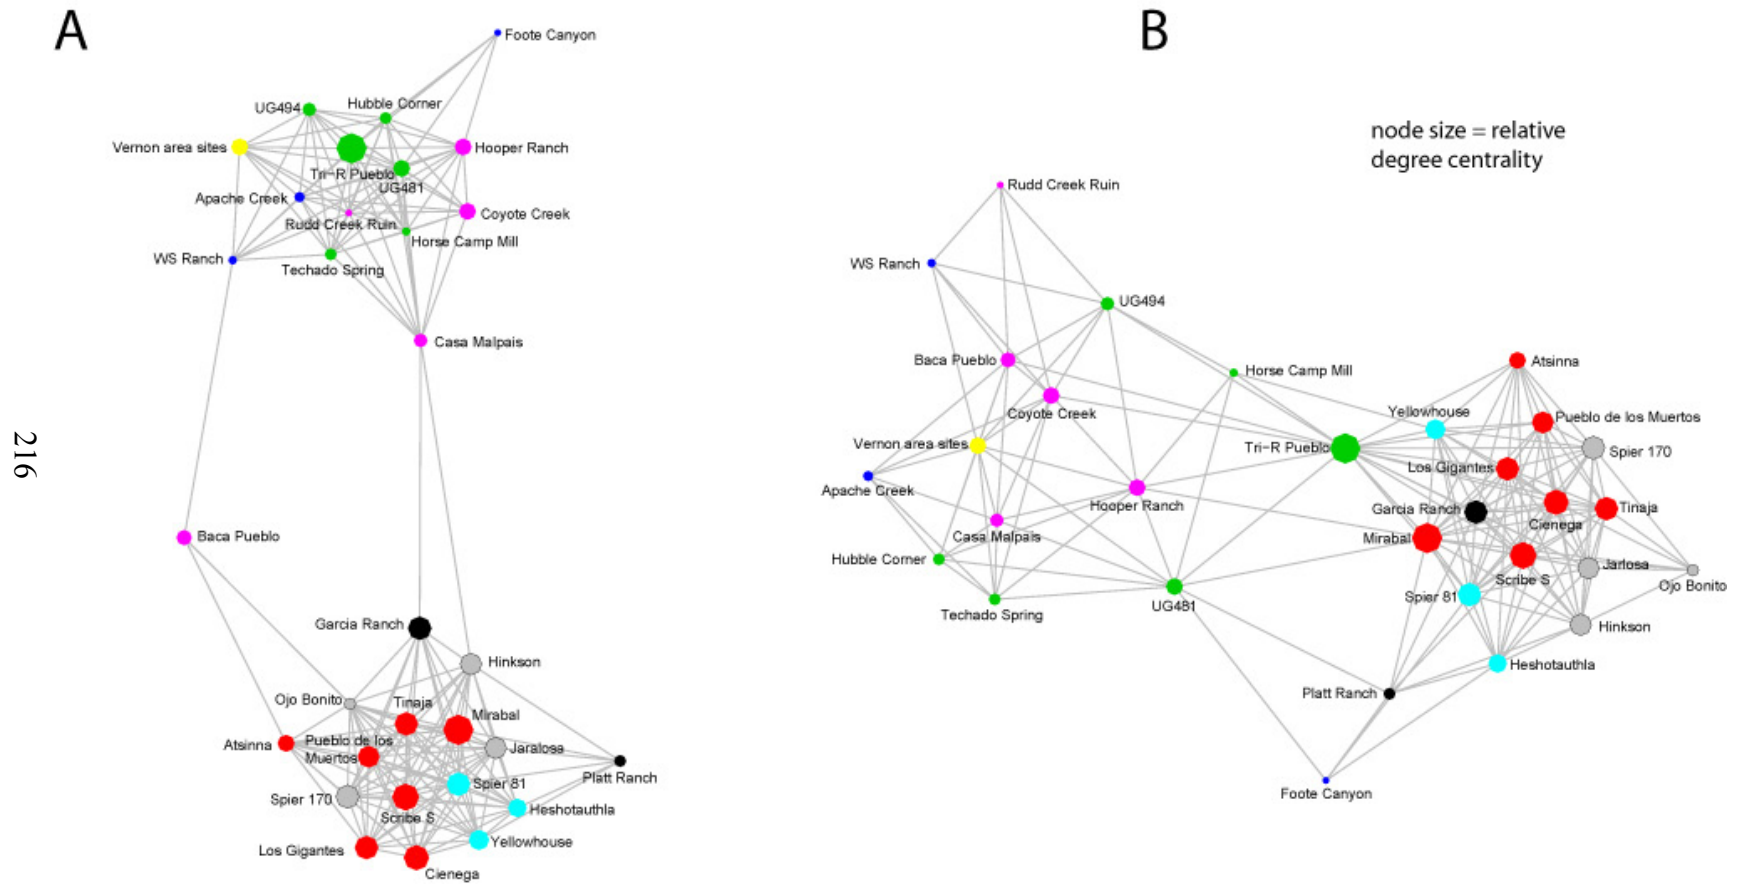 A
Foote Canyon
UG494
Hubble Corner
Vernon area sites
Hooper Ranch
Tri-R Pueblo
UG481
Apache Creek
Rudd Creek Ruin
Coyote Creek
Horse Camp Mill
WS Ranch
Techado Spring
Casa Malpais
Baca Pueblo
Garcia Ranch
Hinkson
Ojo Bonito
Tinaja
Mirabal
Atsinna
Pueblo de los
Muertos
Jaralosa
Platt Ranch
Spier 170
Spier 81
Scribe S
Heshotauthla
Los Gigantes
Yellowhouse
Cienega
216
B
node size = relative
degree centrality
Rudd Creek Ruin
WS Ranch
UG494
Baca Pueblo
Horse Camp Mill
Atsinna
Coyote Creek
Yellowhouse
Pueblo de los Muertos
Vernon area sites
Tri-R Pueblo
Spier 170
Los Gigantes
Apache Creek
Hooper Ranch
Garcia Ranch
Tinaja
Cienega
Casa Malpais
Mirabal
Hubble Corner
Jarlosa
Scribe S
Ojo Bonito
Techado Spring
UG481
Spier 81
Hinkson
Heshotauthla
Platt Ranch
Foote Canyon